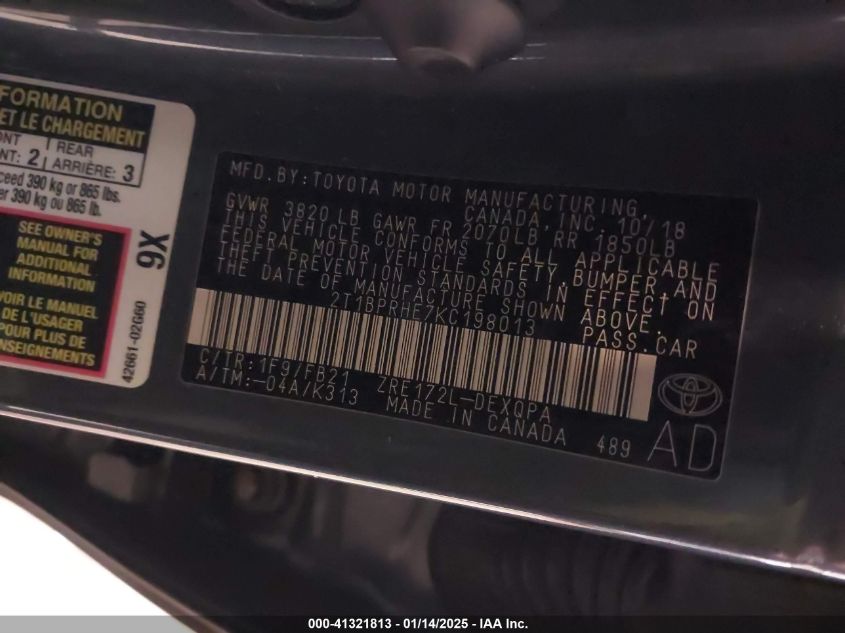 FORMATION
ET LE CHARGEMENT
NT: 2
REAR
ARRIÈRE: 3
ceed 390 kg or 865 lbs.
er 390 kg ou 865 lb.
SEE OWNER'S
MANUAL FOR
ADDITIONAL
INFORMATION
VOIR LE MANUEL
DE L'USAGER
POUR PLUS DE
NSEIGNEMENTS
9X
42661-02G60
MFD. BY: TOYOTA MOTOR MANUFACTURING,
CANADA, INC. 10/18
GVWR 3820 LB GAWR FR 2070LB RR 1850LB
THIS VEHICLE CONFORMS TO ALL APPLICABLE
FEDERAL MOTOR VEHICLE SAFETY, BUMPER AND
THEFT PREVENTION STANDARDS IN EFFECT ON
THE DATE OF MANUFACTURE SHOWN ABOVE.
2T1BPRHE7KC198013 PASS.CAR
C/TR: 1F9/FB21 ZRE172L-DEXQPA
A/TM: -04A/K313 MADE IN CANADA 489
TOYOTA
AD
000-41321813 - 01/14/2025 - IAA Inc.